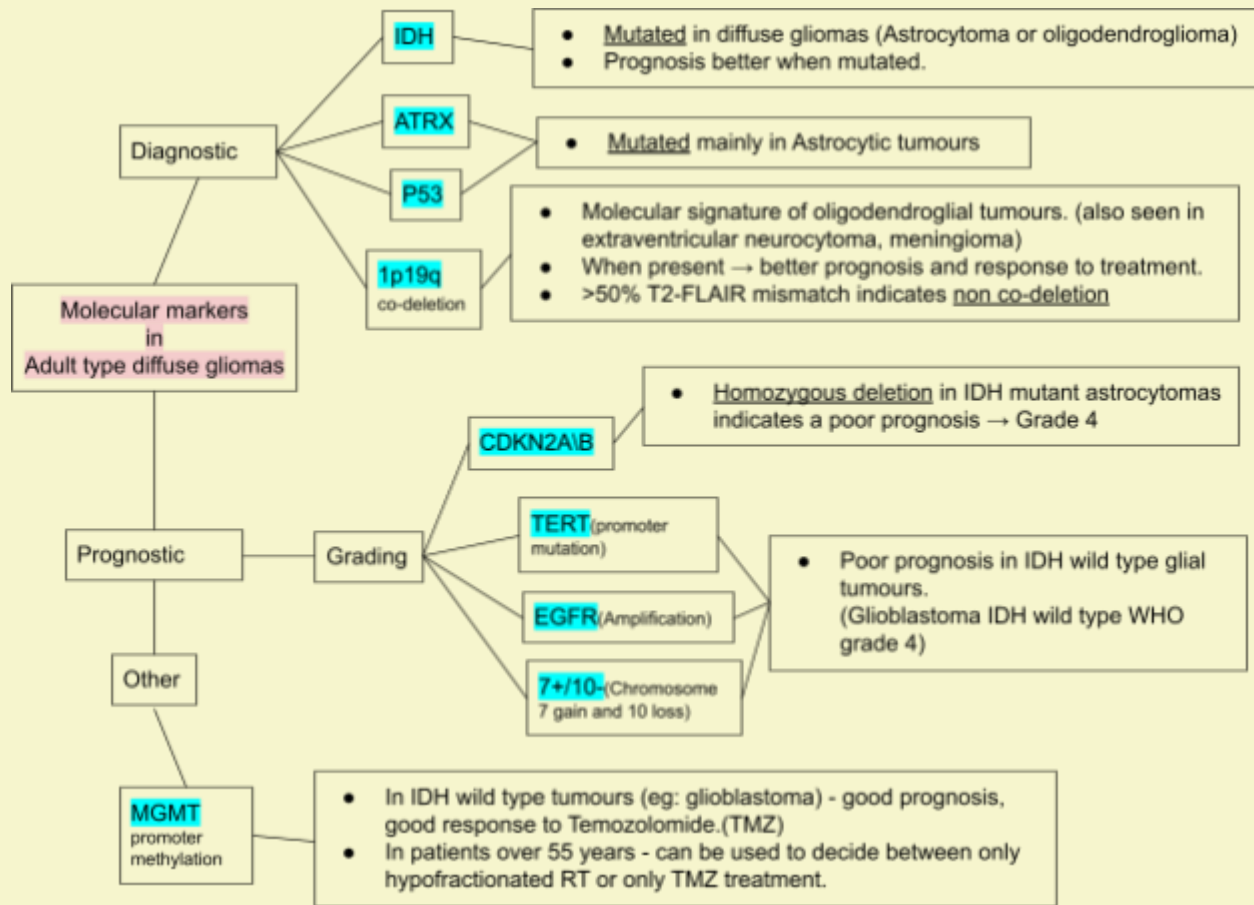 IDH
● Mutated in diffuse gliomas (Astrocytoma or oligodendroglioma)
● Prognosis better when mutated.
Diagnostic
ATRX
P53
● Mutated mainly in Astrocytic tumours
1p19q
co-deletion
● Molecular signature of oligodendroglial tumours. (also seen in
extraventricular neurocytoma, meningioma)
● When present → better prognosis and response to treatment.
● >50% T2-FLAIR mismatch indicates non co-deletion
Molecular markers
in
Adult type diffuse gliomas
Prognostic
Grading
CDKN2A\B
● Homozygous deletion in IDH mutant astrocytomas
indicates a poor prognosis → Grade 4
TERT(promoter
mutation)
EGFR(Amplification)
7+/10-(Chromosome
7 gain and 10 loss)
● Poor prognosis in IDH wild type glial
tumours.
(Glioblastoma IDH wild type WHO
grade 4)
Other
MGMT
promoter
methylation
● In IDH wild type tumours (eg: glioblastoma) - good prognosis,
good response to Temozolomide.(TMZ)
● In patients over 55 years - can be used to decide between only
hypofractionated RT or only TMZ treatment.